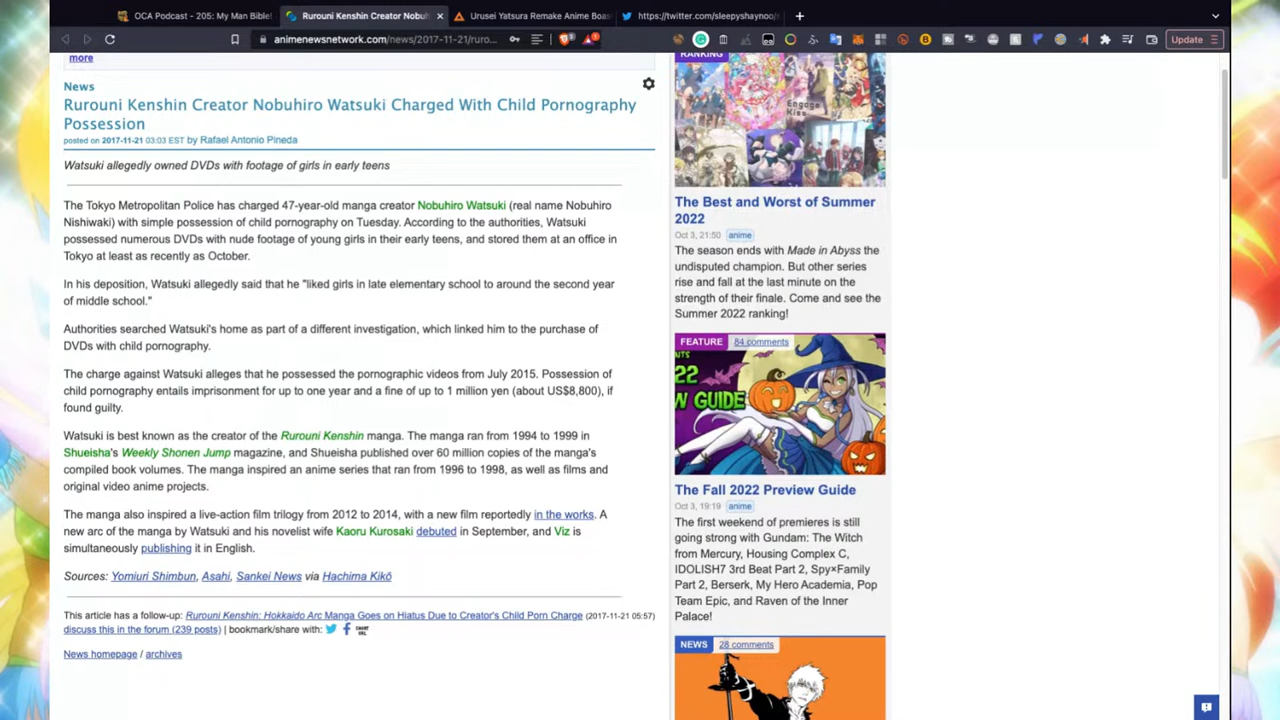 OCA Podcast - 205: My Man Bible!
Rurouni Kenshin Creator Nobuh
Urusei Yatsura Remake Anime Boas
https://twitter.com/sleepyshaynoo/
animenewsnetwork.com/news/2017-11-21/ruro...
Update
more
News
Rurouni Kenshin Creator Nobuhiro Watsuki Charged With Child Pornography
Possession
posted on 2017-11-21 03:03 EST by Rafael Antonio Pineda
Watsuki allegedly owned DVDs with footage of girls in early teens
The Tokyo Metropolitan Police has charged 47-year-old manga creator Nobuhiro Watsuki (real name Nobuhiro
Nishiwaki) with simple possession of child pornography on Tuesday. According to the authorities, Watsuki
possessed numerous DVDs with nude footage of young girls in their early teens, and stored them at an office in
Tokyo at least as recently as October.
In his deposition, Watsuki allegedly said that he "liked girls in late elementary school to around the second year
of middle school."
Authorities searched Watsuki's home as part of a different investigation, which linked him to the purchase of
DVDs with child pornography.
The charge against Watsuki alleges that he possessed the pornographic videos from July 2015. Possession of
child pornography entails imprisonment for up to one year and a fine of up to 1 million yen (about US$8,800), if
found guilty.
Watsuki is best known as the creator of the Rurouni Kenshin manga. The manga ran from 1994 to 1999 in
Shueisha's Weekly Shonen Jump magazine, and Shueisha published over 60 million copies of the manga's
compiled book volumes. The manga inspired an anime series that ran from 1996 to 1998, as well as films and
original video anime projects.
The manga also inspired a live-action film trilogy from 2012 to 2014, with a new film reportedly in the works. A
new arc of the manga by Watsuki and his novelist wife Kaoru Kurosaki debuted in September, and Viz is
simultaneously publishing it in English.
Sources: Yomiuri Shimbun, Asahi, Sankei News via Hachima Kikō
This article has a follow-up: Rurouni Kenshin: Hokkaido Arc Manga Goes on Hiatus Due to Creator's Child Porn Charge (2017-11-21 05:57)
discuss this in the forum (239 posts) | bookmark/share with: SHORT URL
News homepage / archives
RANKING
Engage Kiss
The Best and Worst of Summer
2022
Oct 3, 21:50 anime
The season ends with Made in Abyss the
undisputed champion. But other series
rise and fall at the last minute on the
strength of their finale. Come and see the
Summer 2022 ranking!
FEATURE 84 comments
NTS
22
W GUIDE
The Fall 2022 Preview Guide
Oct 3, 19:19 anime
The first weekend of premieres is still
going strong with Gundam: The Witch
from Mercury, Housing Complex C,
IDOLISH7 3rd Beat Part 2, Spy×Family
Part 2, Berserk, My Hero Academia, Pop
Team Epic, and Raven of the Inner
Palace!
NEWS 28 comments